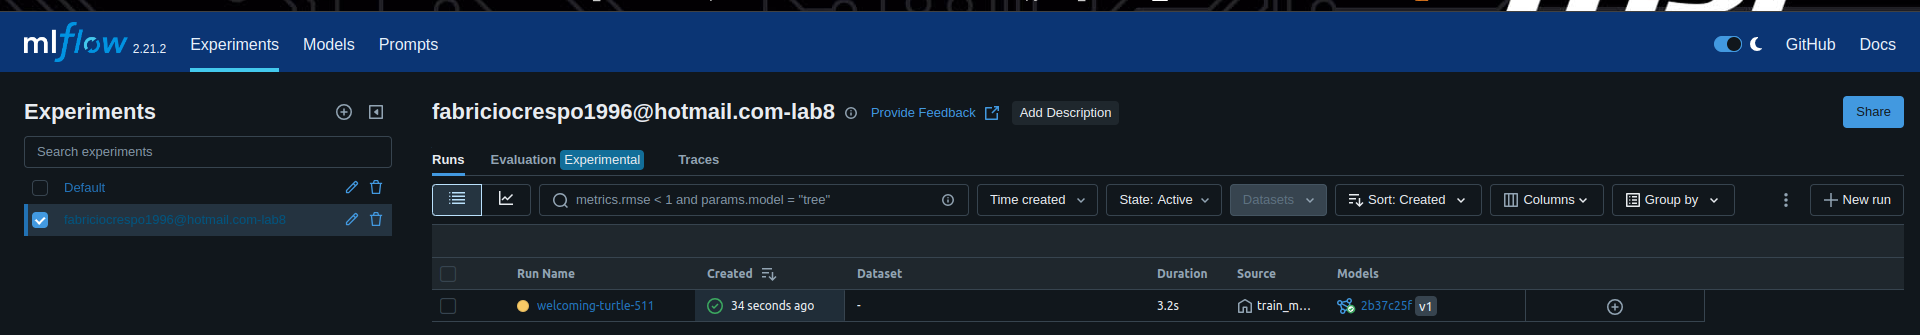 mlflow 2.21.2 Experiments Models Prompts GitHub Docs
Experiments
Search experiments
Default
fabriciocrespo1996@hotmail.com-lab8
fabriciocrespo1996@hotmail.com-lab8 Provide Feedback Add Description Share
Runs Evaluation Experimental Traces
metrics.rmse < 1 and params.model = "tree" Time created State: Active Datasets Sort: Created Columns Group by New run
Run Name Created Dataset Duration Source Models
welcoming-turtle-511 34 seconds ago - 3.2s train_m... 2b37c25f v1